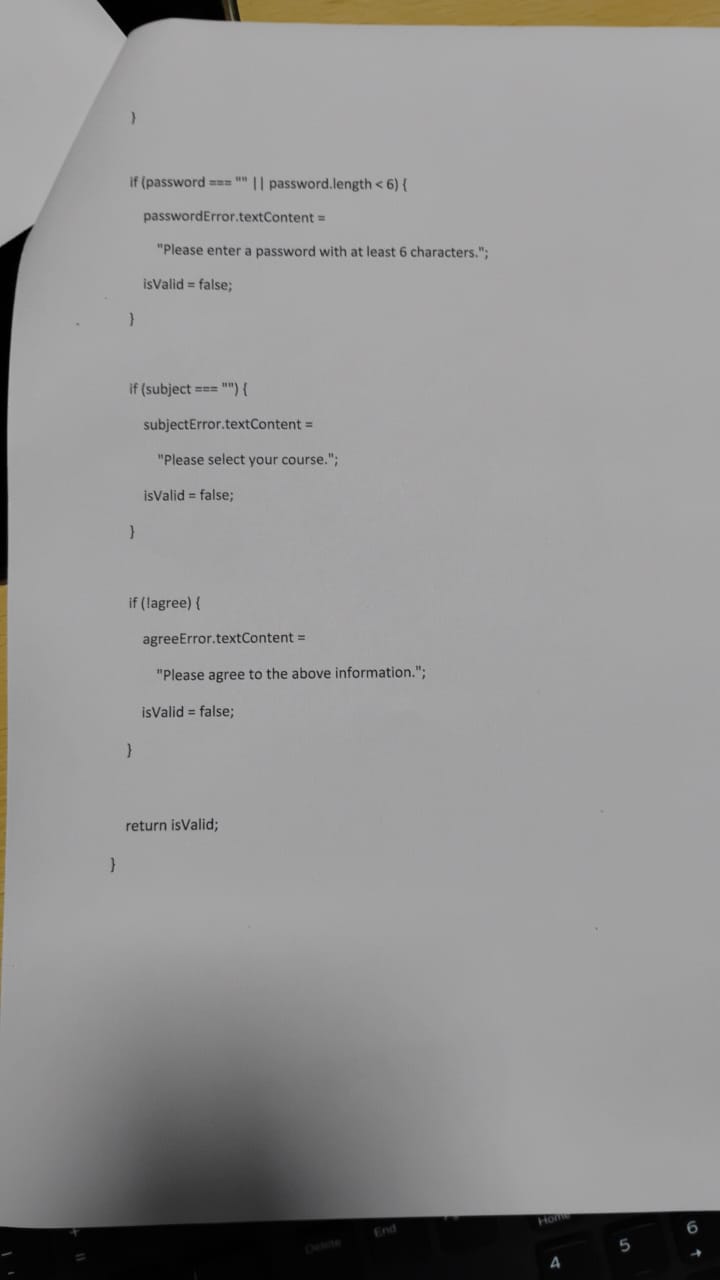 }
if (password === "" || password.length < 6) {
passwordError.textContent =
"Please enter a password with at least 6 characters.";
isValid = false;
}
if (subject === "") {
subjectError.textContent =
"Please select your course.";
isValid = false;
}
if (!agree) {
agreeError.textContent =
"Please agree to the above information.";
isValid = false;
}
return isValid;
}
+
=
Delete
End
Home
4
5
6
→